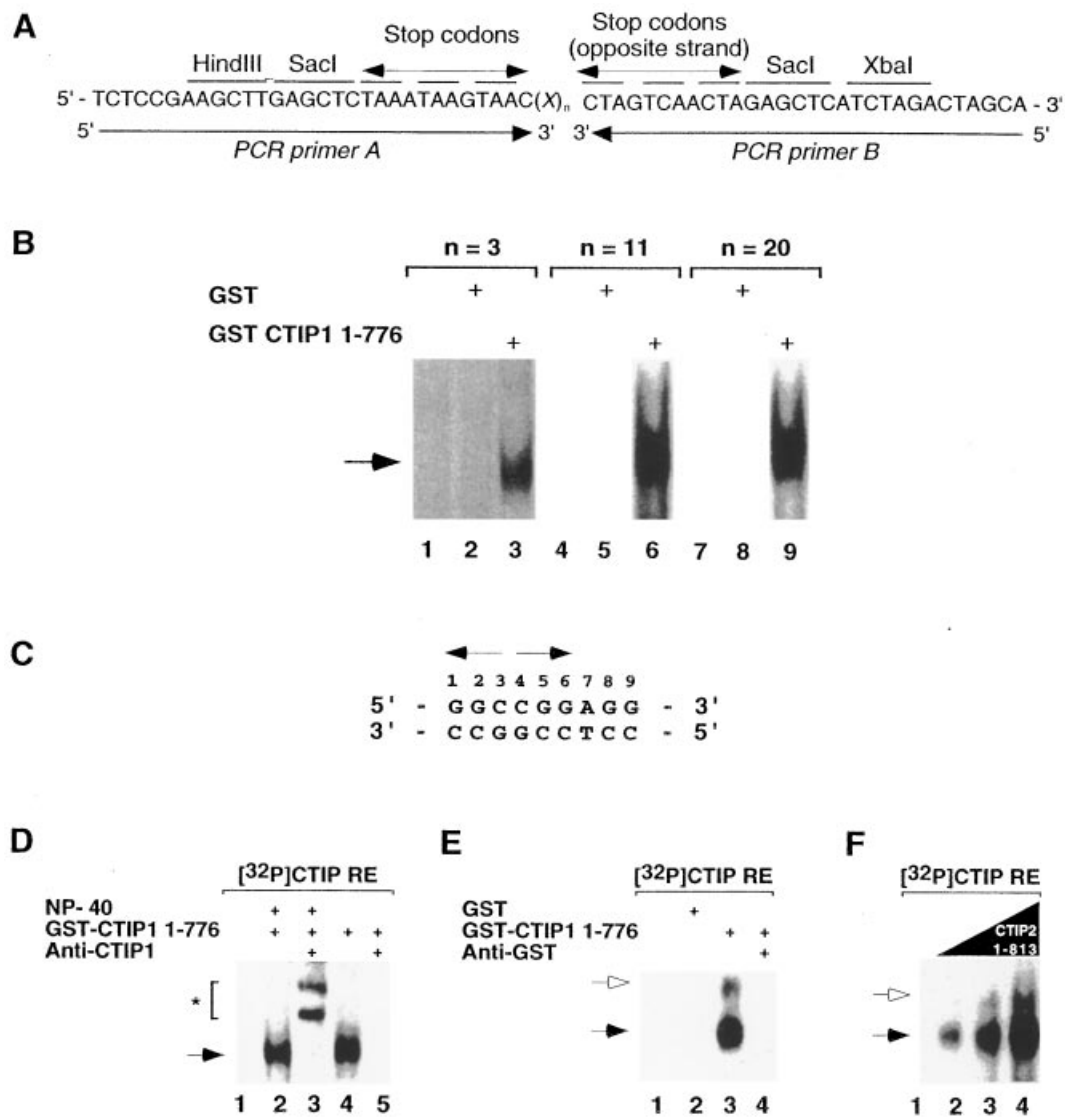 A
Stop codons
Stop codons
(opposite strand)
HindIII SacI SacI XbaI
5' - TCTCCGAAGCTTGAGCTCTAAATAAGTAAC(X)n CTAGTCAACTAGAGCTCATCTAGACTAGCA - 3'
5' 3' 3' 5'
PCR primer A PCR primer B
B
n = 3 n = 11 n = 20
GST + + +
GST CTIP1 1-776 + + +
1 2 3 4 5 6 7 8 9
C
1 2 3 4 5 6 7 8 9
5' - G G C C G G A G G - 3'
3' - C C G G C C T C C - 5'
D
[32P]CTIP RE
NP- 40 + +
GST-CTIP1 1-776 + + + +
Anti-CTIP1 + +
*
1 2 3 4 5
E
[32P]CTIP RE
GST +
GST-CTIP1 1-776 + +
Anti-GST +
1 2 3 4
F
[32P]CTIP RE
CTIP2
1-813
1 2 3 4